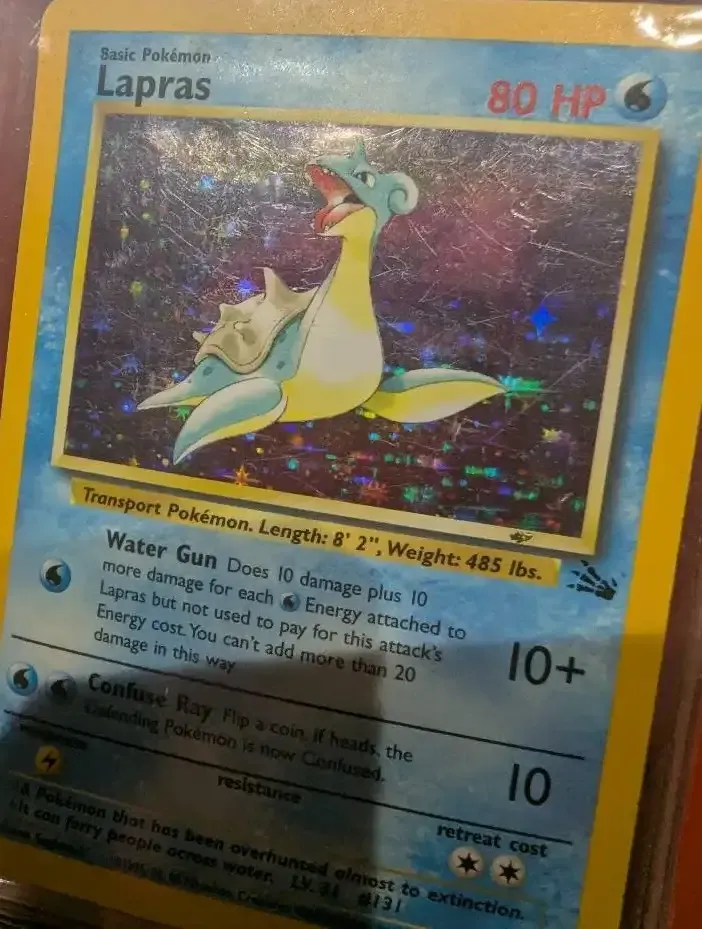 Basic Pokémon
Lapras
80 HP
Transport Pokémon. Length: 8' 2", Weight: 485 lbs.
Water Gun Does 10 damage plus 10
more damage for each Energy attached to
Lapras but not used to pay for this attack's
Energy cost. You can't add more than 20
damage in this way
10+
Confuse Ray Flip a coin. If heads, the
Defending Pokémon is now Confused.
10
weakness
resistance
retreat cost
A Pokémon that has been overhunted almost to extinction.
It can ferry people across water. LV. 31 #131